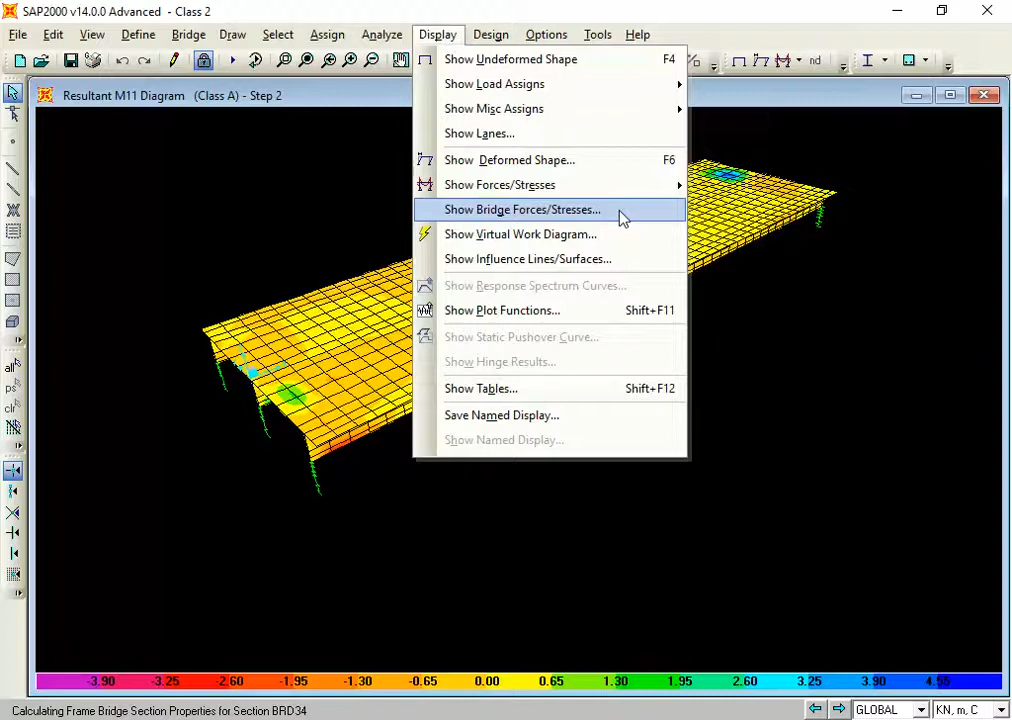 SAP2000 v14.0.0 Advanced - Class 2
File Edit View Define Bridge Draw Select Assign Analyze Display Design Options Tools Help
nd
Resultant M11 Diagram (Class A) - Step 2
Show Undeformed Shape F4
Show Load Assigns
Show Misc Assigns
Show Lanes...
Show Deformed Shape... F6
Show Forces/Stresses
Show Bridge Forces/Stresses...
Show Virtual Work Diagram...
Show Influence Lines/Surfaces...
Show Response Spectrum Curves...
Show Plot Functions... Shift+F11
Show Static Pushover Curve...
Show Hinge Results...
Show Tables... Shift+F12
Save Named Display...
Show Named Display...
all
ps
clr
-3.90 -3.25 -2.60 -1.95 -1.30 -0.65 0.00 0.65 1.30 1.95 2.60 3.25 3.90 4.55
Calculating Frame Bridge Section Properties for Section BRD34 GLOBAL KN, m, C